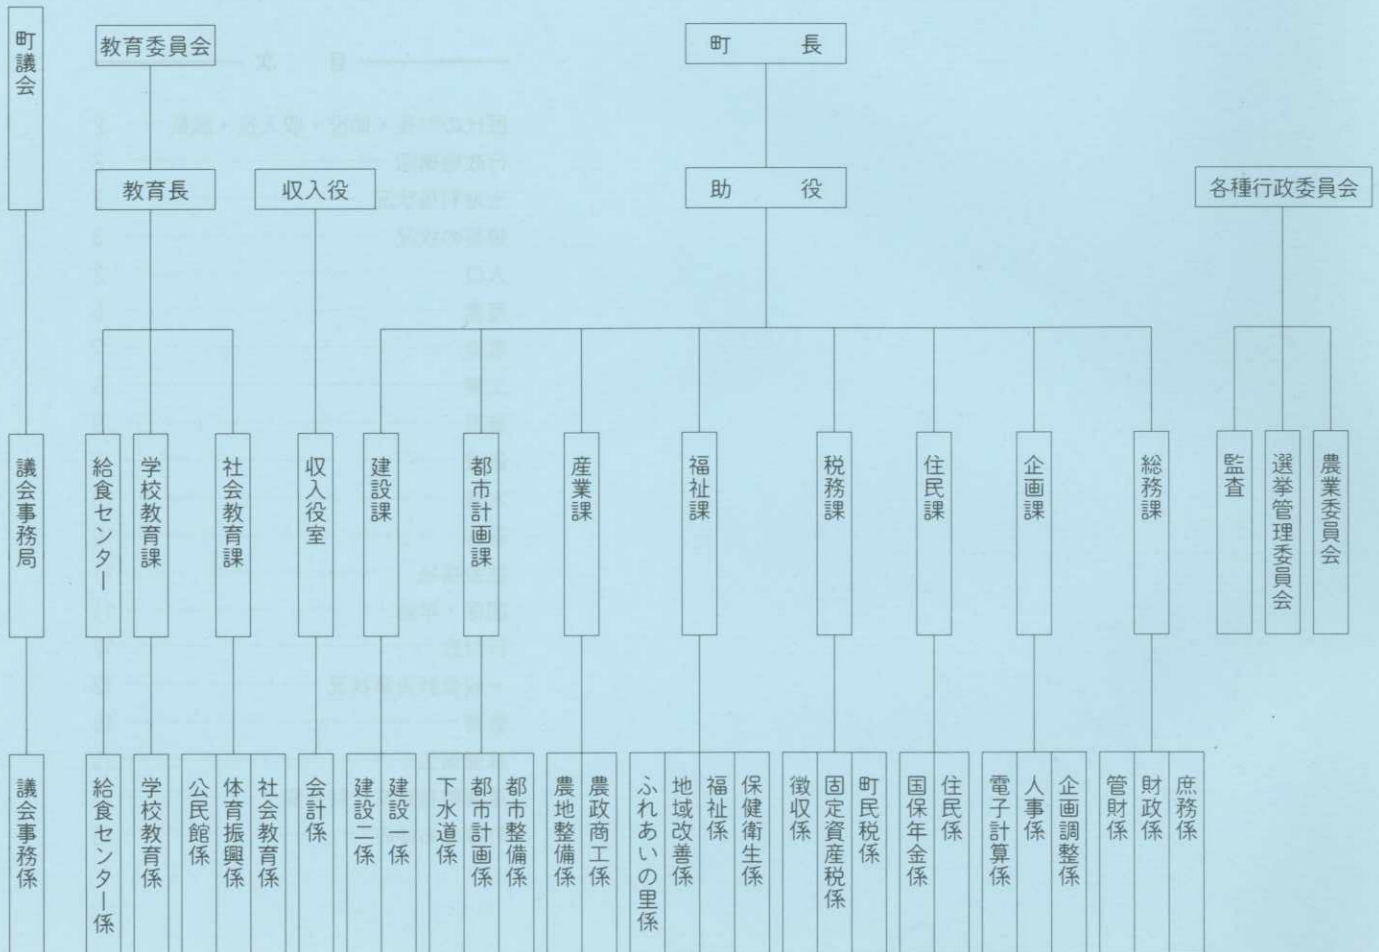 町議会
教育委員会
町長
教育長
収入役
助役
各種行政委員会
議会事務局
給食センター
学校教育課
社会教育課
収入役室
建設課
都市計画課
産業課
福祉課
税務課
住民課
企画課
総務課
監査
選挙管理委員会
農業委員会
議会事務係
給食センター係
学校教育係
公民館係
体育振興係
社会教育係
会計係
建設二係
建設一係
下水道係
都市計画係
都市整備係
農地整備係
農政商工係
ふれあいの里係
地域改善係
福祉係
保健衛生係
徴収係
固定資産税係
町民税係
国保年金係
住民係
電子計算係
人事係
企画調整係
管財係
財政係
庶務係